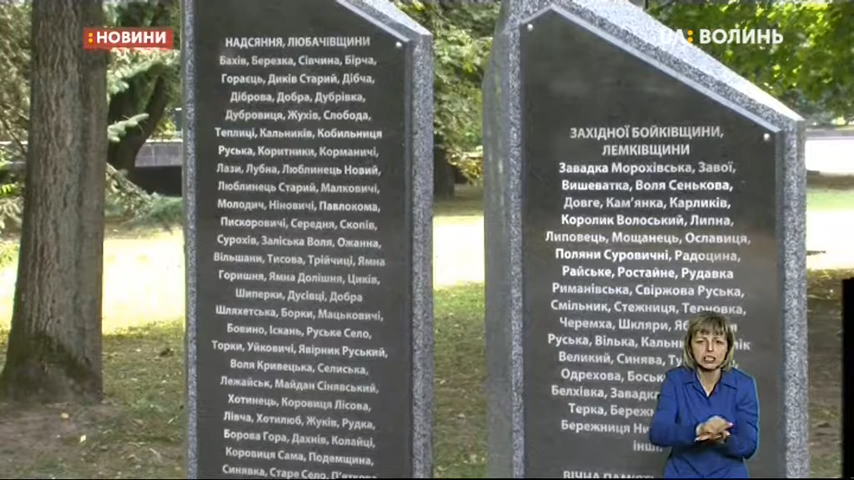 :НОВИНИ
UA:ВОЛИНЬ
НАДСЯННЯ, ЛЮБАЧІВЩИНИ
Бахів, Березка, Сівчина, Бірча,
Гораєць, Диків Старий, Дібча,
Діброва, Добра, Дубрівка,
Дубровиця, Жухів, Слобода,
Теплиці, Кальників, Кобильниця
Руська, Коритники, Корманичі,
Лази, Лубна, Люблинець Новий,
Люблинець Старий, Малковичі,
Молодич, Ніновичі, Павлокома,
Пискоровичі, Середня, Скопів,
Сурохів, Заліська Воля, Ожанна,
Вільшани, Тисова, Трійчиці, Ямна
Горишня, Ямна Долішня, Циків,
Шиперки, Дусівці, Добра
Шляхетська, Борки, Мацьковичі,
Бовино, Іскань, Руське Село,
Торки, Уйковичі, Явірник Руський,
Воля Кривецька, Селиська,
Лежайськ, Майдан Сінявський,
Хотинець, Коровиця Лісова,
Лівча, Хотилюб, Жуків, Рудка,
Борова Гора, Дахнів, Колайці,
Коровиця Сама, Подемщина,
Синявка, Старе Село,
ЗАХІДНОЇ БОЙКІВЩИНИ,
ЛЕМКІВЩИНИ
Завадка Морохівська, Завої,
Вишеватка, Воля Сенькова,
Довге, Кам'янка, Карликів,
Королик Волоський, Липна,
Липовець, Мощанець, Ославиця,
Поляни Суровичні, Радоцина,
Райське, Ростайне, Рудавка
Риманівська, Свіржова Руська,
Смільник, Стежниця, Терновка,
Черемха, Шкляри,
Руська, Вілька,
Великий, Синява,
Одрехова,
Белхівка,
Терка,
Бережниця
ВІЧНА